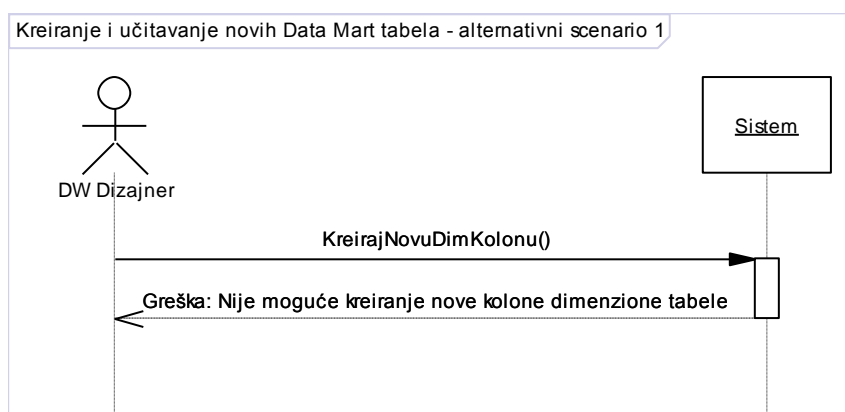 Kreiranje i učitavanje novih Data Mart tabela - alternativni scenario 1
Sistem
DW Dizajner
KreirajNovuDimKolonu()
Greška: Nije moguće kreiranje nove kolone dimenzione tabele